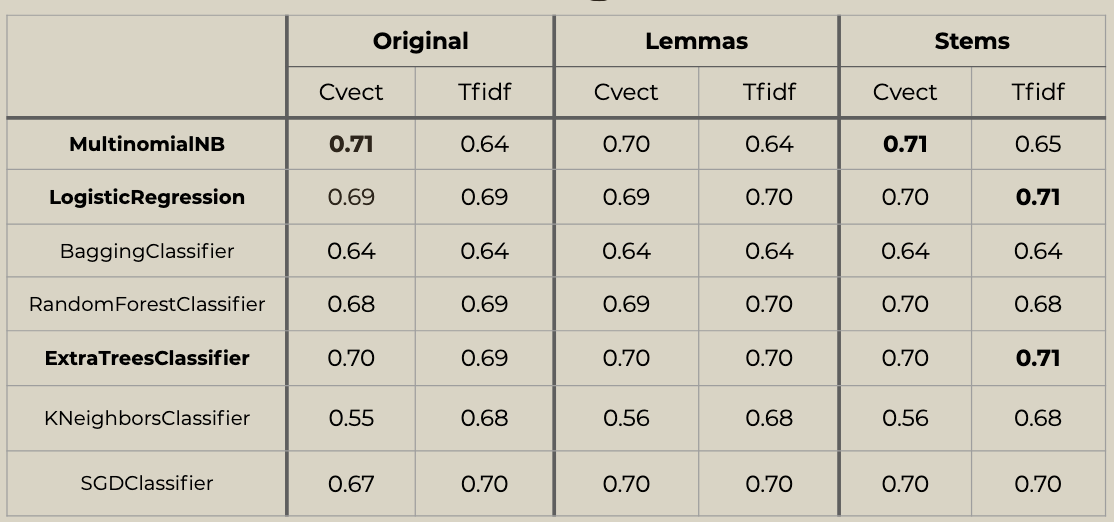 Original Lemmas Stems
Cvect Tfidf Cvect Tfidf Cvect Tfidf
MultinomialNB 0.71 0.64 0.70 0.64 0.71 0.65
LogisticRegression 0.69 0.69 0.69 0.70 0.70 0.71
BaggingClassifier 0.64 0.64 0.64 0.64 0.64 0.64
RandomForestClassifier 0.68 0.69 0.69 0.70 0.70 0.68
ExtraTreesClassifier 0.70 0.69 0.70 0.70 0.70 0.71
KNeighborsClassifier 0.55 0.68 0.56 0.68 0.56 0.68
SGDClassifier 0.67 0.70 0.70 0.70 0.70 0.70